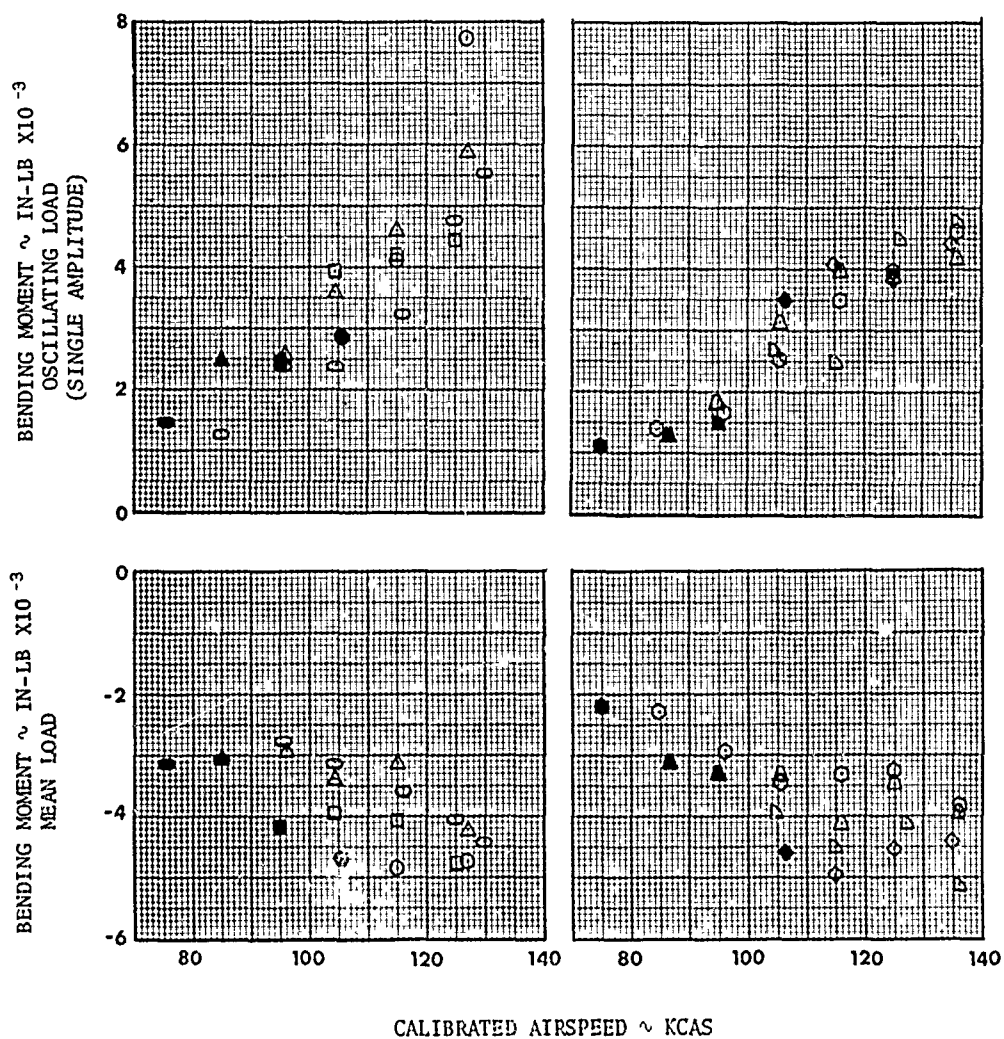 BENDING MOMENT ~ IN-LB X10⁻³
OSCILLATING LOAD
(SINGLE AMPLITUDE)
8
6
4
2
0
BENDING MOMENT ~ IN-LB X10⁻³
MEAN LOAD
0
-2
-4
-6
80 100 120 140 80 100 120 140
CALIBRATED AIRSPEED ~ KCAS